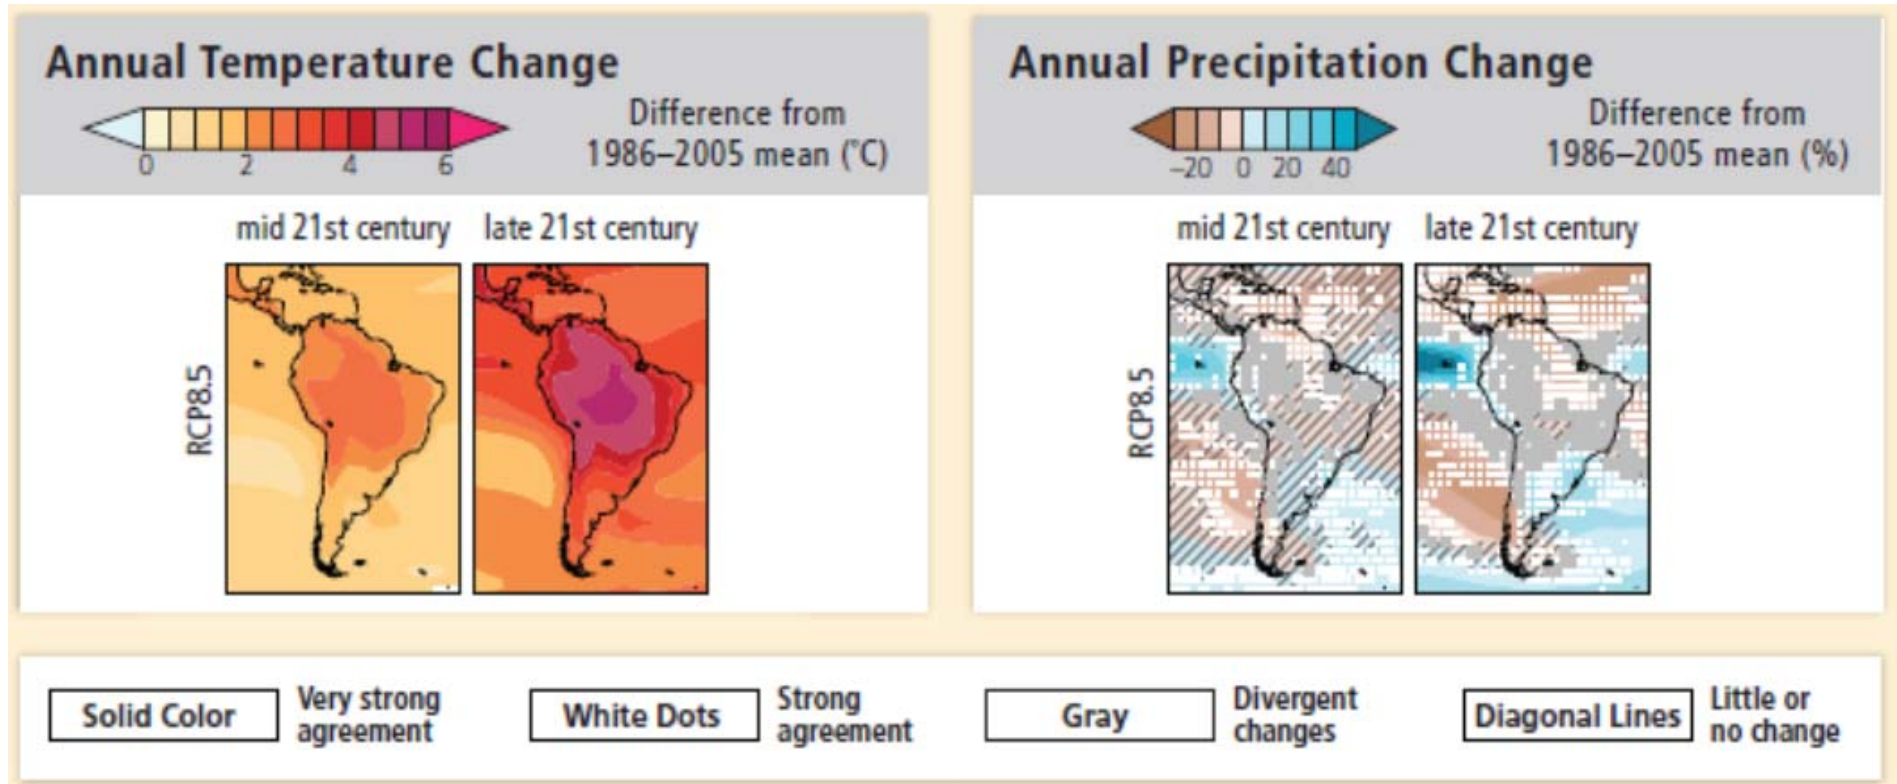 Annual Temperature Change
Difference from
1986–2005 mean (°C)
0 2 4 6
mid 21st century late 21st century
RCP8.5
Annual Precipitation Change
Difference from
1986–2005 mean (%)
–20 0 20 40
mid 21st century late 21st century
RCP8.5
Solid Color
Very strong
agreement
White Dots
Strong
agreement
Gray
Divergent
changes
Diagonal Lines
Little or
no change